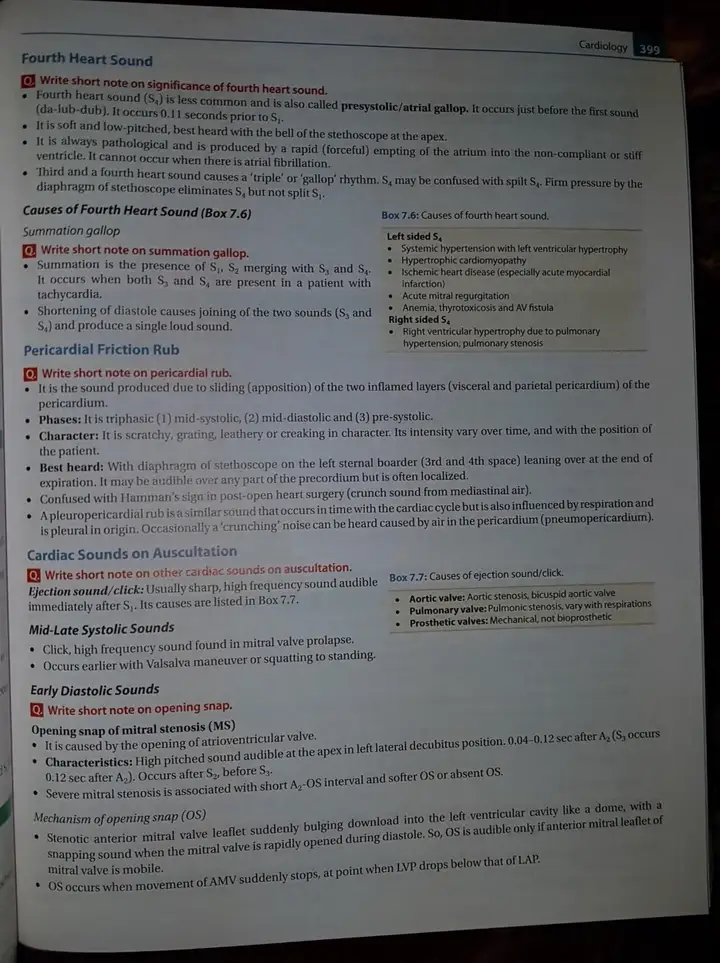 Cardiology 399
Fourth Heart Sound
Q. Write short note on significance of fourth heart sound.
• Fourth heart sound (S₄) is less common and is also called presystolic/atrial gallop. It occurs just before the first sound
(da-lub-dub). It occurs 0.11 seconds prior to S₁.
• It is soft and low-pitched, best heard with the bell of the stethoscope at the apex.
• It is always pathological and is produced by a rapid (forceful) empting of the atrium into the non-compliant or stiff
ventricle. It cannot occur when there is atrial fibrillation.
• Third and a fourth heart sound causes a 'triple' or 'gallop' rhythm. S₄ may be confused with spilt S₄. Firm pressure by the
diaphragm of stethoscope eliminates S₄ but not split S₁.
Causes of Fourth Heart Sound (Box 7.6)
Summation gallop
Q. Write short note on summation gallop.
• Summation is the presence of S₁, S₂ merging with S₃ and S₄.
It occurs when both S₃ and S₄ are present in a patient with
tachycardia.
• Shortening of diastole causes joining of the two sounds (S₃ and
S₄) and produce a single loud sound.
Box 7.6: Causes of fourth heart sound.
Left sided S₄
• Systemic hypertension with left ventricular hypertrophy
• Hypertrophic cardiomyopathy
• Ischemic heart disease (especially acute myocardial
infarction)
• Acute mitral regurgitation
• Anemia, thyrotoxicosis and AV fistula
Right sided S₄
• Right ventricular hypertrophy due to pulmonary
hypertension, pulmonary stenosis
Pericardial Friction Rub
Q. Write short note on pericardial rub.
• It is the sound produced due to sliding (apposition) of the two inflamed layers (visceral and parietal pericardium) of the
pericardium.
• Phases: It is triphasic (1) mid-systolic, (2) mid-diastolic and (3) pre-systolic.
• Character: It is scratchy, grating, leathery or creaking in character. Its intensity vary over time, and with the position of
the patient.
• Best heard: With diaphragm of stethoscope on the left sternal boarder (3rd and 4th space) leaning over at the end of
expiration. It may be audible over any part of the precordium but is often localized.
• Confused with Hamman's sign in post-open heart surgery (crunch sound from mediastinal air).
• A pleuropericardial rub is a similar sound that occurs in time with the cardiac cycle but is also influenced by respiration and
is pleural in origin. Occasionally a 'crunching' noise can be heard caused by air in the pericardium (pneumopericardium).
Cardiac Sounds on Auscultation
Q. Write short note on other cardiac sounds on auscultation.
Ejection sound/click: Usually sharp, high frequency sound audible
immediately after S₁. Its causes are listed in Box 7.7.
Mid-Late Systolic Sounds
• Click, high frequency sound found in mitral valve prolapse.
• Occurs earlier with Valsalva maneuver or squatting to standing.
Box 7.7: Causes of ejection sound/click.
• Aortic valve: Aortic stenosis, bicuspid aortic valve
• Pulmonary valve: Pulmonic stenosis, vary with respirations
• Prosthetic valves: Mechanical, not bioprosthetic
Early Diastolic Sounds
Q. Write short note on opening snap.
Opening snap of mitral stenosis (MS)
• It is caused by the opening of atrioventricular valve.
• Characteristics: High pitched sound audible at the apex in left lateral decubitus position. 0.04–0.12 sec after A₂ (S₃ occurs
0.12 sec after A₂). Occurs after S₂, before S₃.
• Severe mitral stenosis is associated with short A₂-OS interval and softer OS or absent OS.
Mechanism of opening snap (OS)
• Stenotic anterior mitral valve leaflet suddenly bulging download into the left ventricular cavity like a dome, with a
snapping sound when the mitral valve is rapidly opened during diastole. So, OS is audible only if anterior mitral leaflet of
mitral valve is mobile.
• OS occurs when movement of AMV suddenly stops, at point when LVP drops below that of LAP.